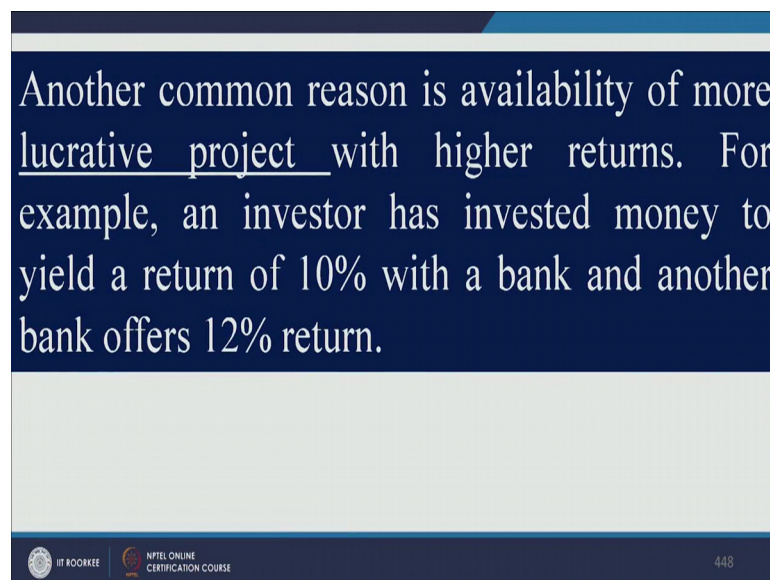 Another common reason is availability of more
lucrative project with higher returns. For
example, an investor has invested money to
yield a return of 10% with a bank and another
bank offers 12% return.
IIT ROORKEE
NPTEL ONLINE
CERTIFICATION COURSE
448